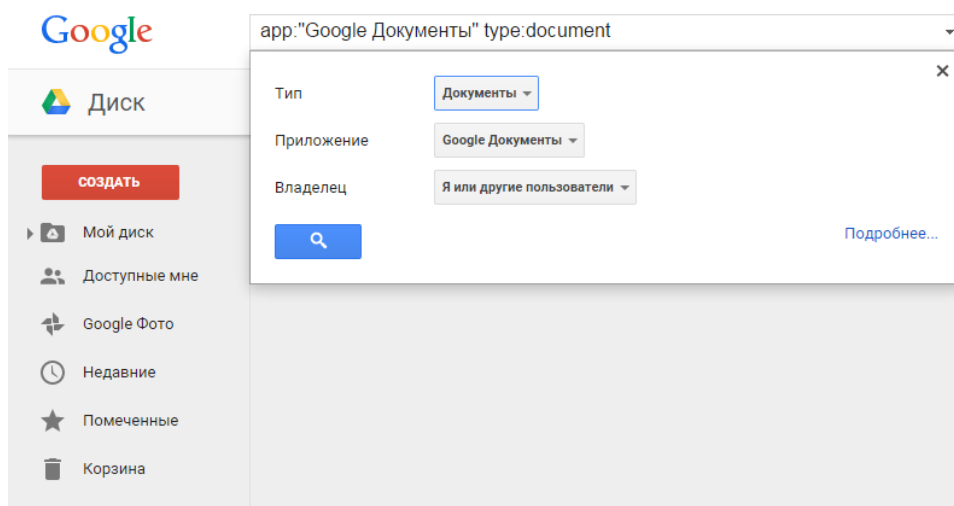 Google
app:"Google Документы" type:document
Диск
Тип
Документы
Приложение
Google Документы
Владелец
Я или другие пользователи
Подробнее...
СОЗДАТЬ
Мой диск
Доступные мне
Google Фото
Недавние
Помеченные
Корзина